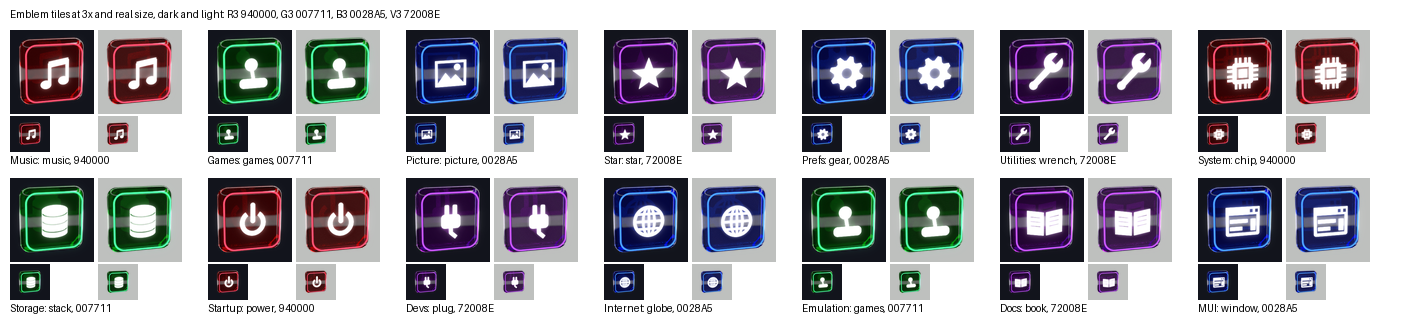 Emblem tiles at 3x and real size, dark and light: R3 940000, G3 007711, B3 0028A5, V3 72008E
Music: music, 940000
Games: games, 007711
Picture: picture, 0028A5
Star: star, 72008E
Prefs: gear, 0028A5
Utilities: wrench, 72008E
System: chip, 940000
Storage: stack, 007711
Startup: power, 940000
Devs: plug, 72008E
Internet: globe, 0028A5
Emulation: games, 007711
Docs: book, 72008E
MUI: window, 0028A5